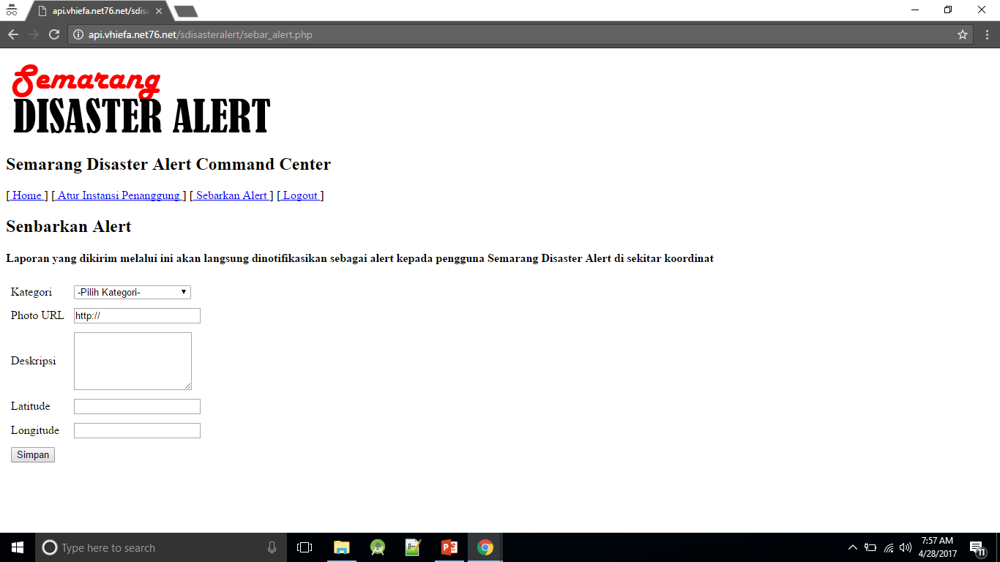 api.vhiefa.net76.net/sdisa
api.vhiefa.net76.net/sdisasteralert/sebar_alert.php
Semarang
DISASTER ALERT
Semarang Disaster Alert Command Center
[ Home ] [ Atur Instansi Penanggung ] [ Sebarkan Alert ] [ Logout ]
Senbarkan Alert
Laporan yang dikirim melalui ini akan langsung dinotifikasikan sebagai alert kepada pengguna Semarang Disaster Alert di sekitar koordinat
Kategori -Pilih Kategori-
Photo URL http://
Deskripsi
Latitude
Longitude
Simpan
Type here to search
7:57 AM
4/28/2017
11